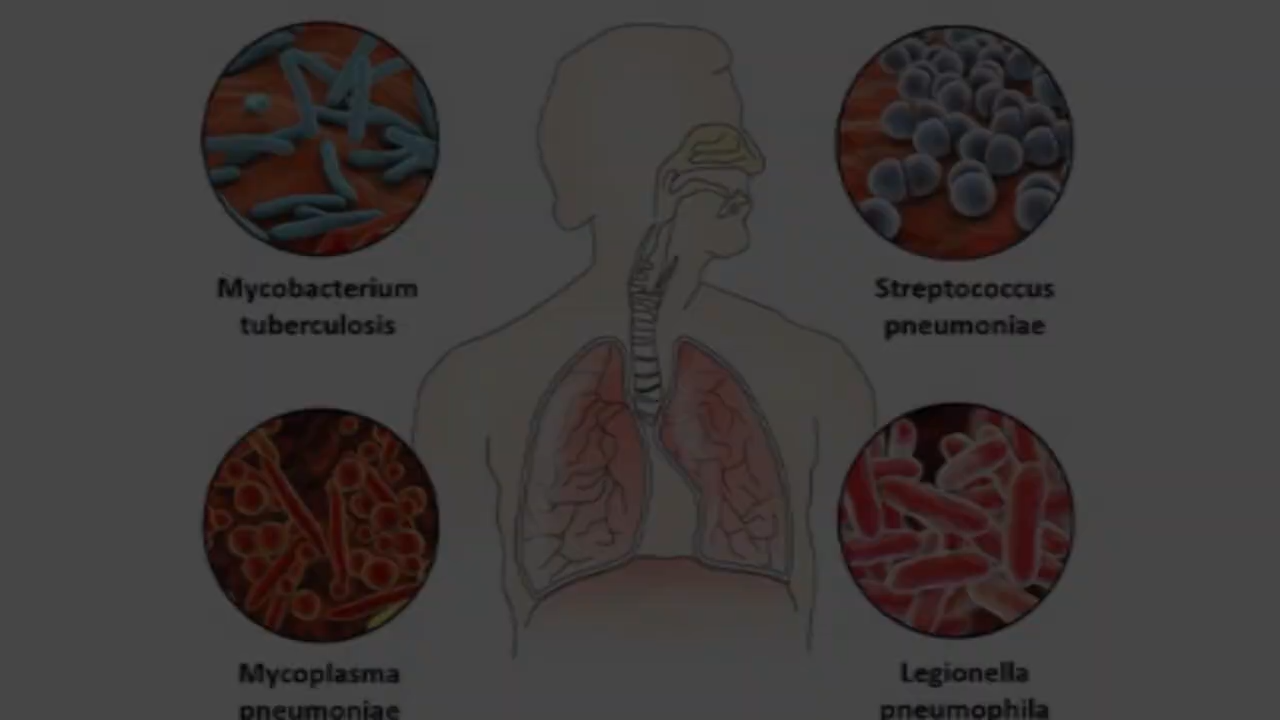 Mycobacterium
tuberculosis
Streptococcus
pneumoniae
Mycoplasma
pneumoniae
Legionella
pneumophila